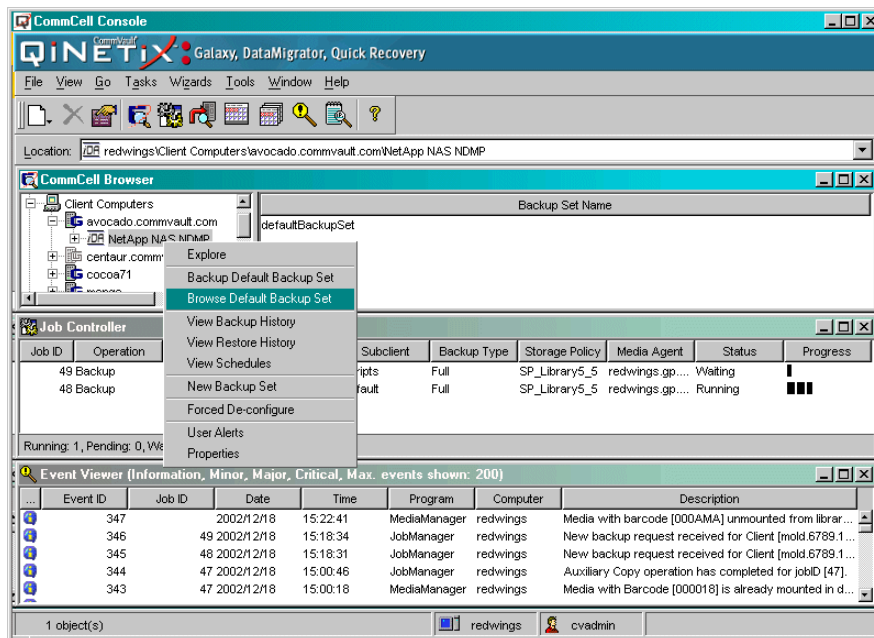 CommCell Console
CommVault
QiNETiX Galaxy, DataMigrator, Quick Recovery
File View Go Tasks Wizards Tools Window Help
Location: iDA redwings\Client Computers\avocado.commvault.com\NetApp NAS NDMP
CommCell Browser
Client Computers
Backup Set Name
avocado.commvault.com
defaultBackupSet
iDA NetApp NAS NDMP
centaur.comm
cocoa71
Explore
Backup Default Backup Set
Browse Default Backup Set
View Backup History
View Restore History
View Schedules
New Backup Set
Forced De-configure
User Alerts
Properties
Job Controller
Job ID Operation Subclient Backup Type Storage Policy Media Agent Status Progress
49 Backup ripts Full SP_Library5_5 redwings.gp.... Waiting
48 Backup fault Full SP_Library5_5 redwings.gp.... Running
Running: 1, Pending: 0, Wa
Event Viewer (Information, Minor, Major, Critical, Max. events shown: 200)
... Event ID Job ID Date Time Program Computer Description
347 2002/12/18 15:22:41 MediaManager redwings Media with barcode [000AMA] unmounted from librar...
346 49 2002/12/18 15:18:34 JobManager redwings New backup request received for Client [mold.6789.1...
345 48 2002/12/18 15:18:31 JobManager redwings New backup request received for Client [mold.6789.1...
344 47 2002/12/18 15:00:46 JobManager redwings Auxiliary Copy operation has completed for jobID [47].
343 47 2002/12/18 15:00:18 MediaManager redwings Media with Barcode [000018] is already mounted in d...
1 object(s) redwings cvadmin